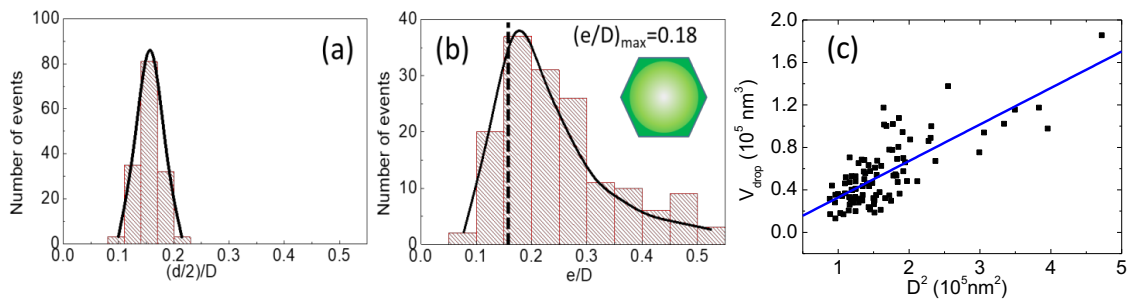 100
80
60
40
20
0
Number of events
(a)
0.0 0.1 0.2 0.3 0.4 0.5
(d/2)/D
40
30
20
10
0
Number of events
(b)
(e/D)max=0.18
0.0 0.1 0.2 0.3 0.4 0.5
e/D
(c)
2.0
1.6
1.2
0.8
0.4
0.0
Vdrop (10⁵ nm³)
1 2 3 4 5
D² (10⁵nm²)